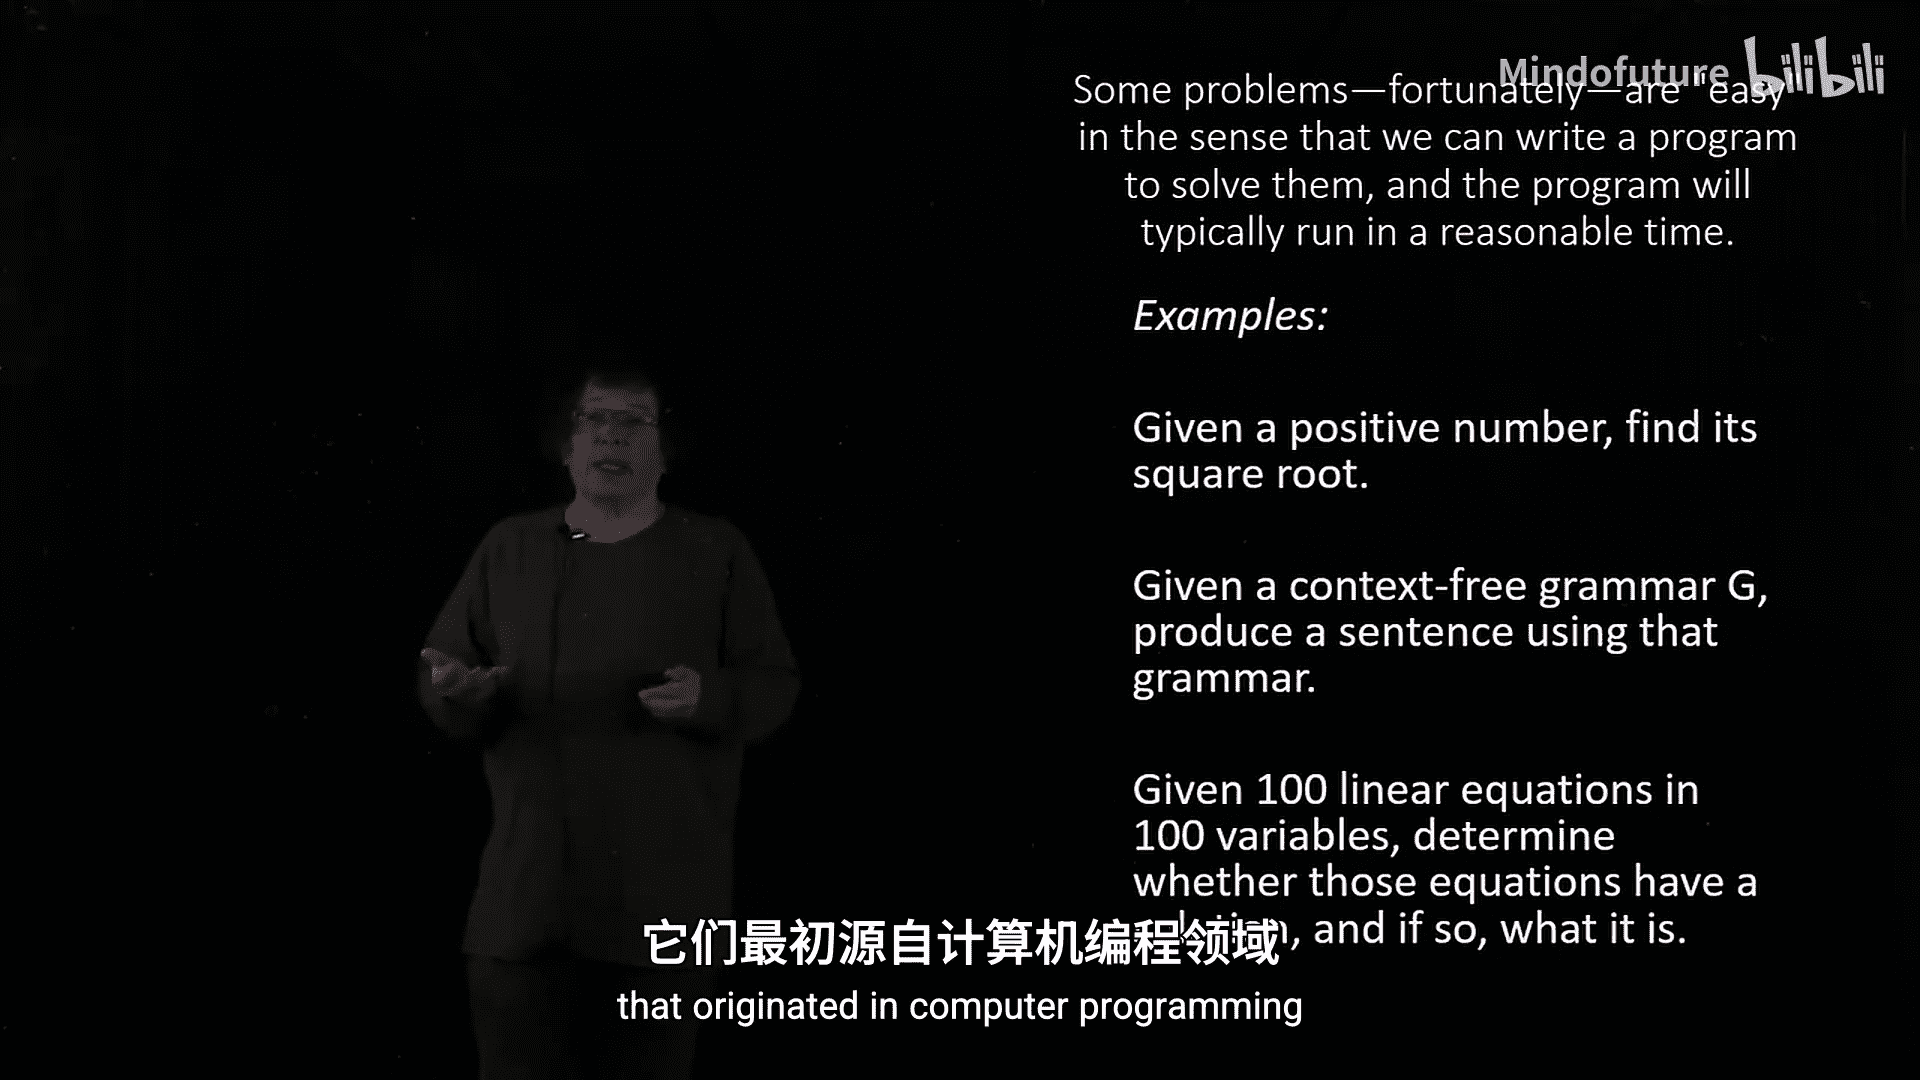 Mindofuture bilibili
Some problems—fortunately—are "easy"
in the sense that we can write a program
to solve them, and the program will
typically run in a reasonable time.
Examples:
Given a positive number, find its
square root.
Given a context-free grammar G,
produce a sentence using that
grammar.
Given 100 linear equations in
100 variables, determine
whether those equations have a
, and if so, what it is.
它们最初源自计算机编程领域
that originated in computer programming